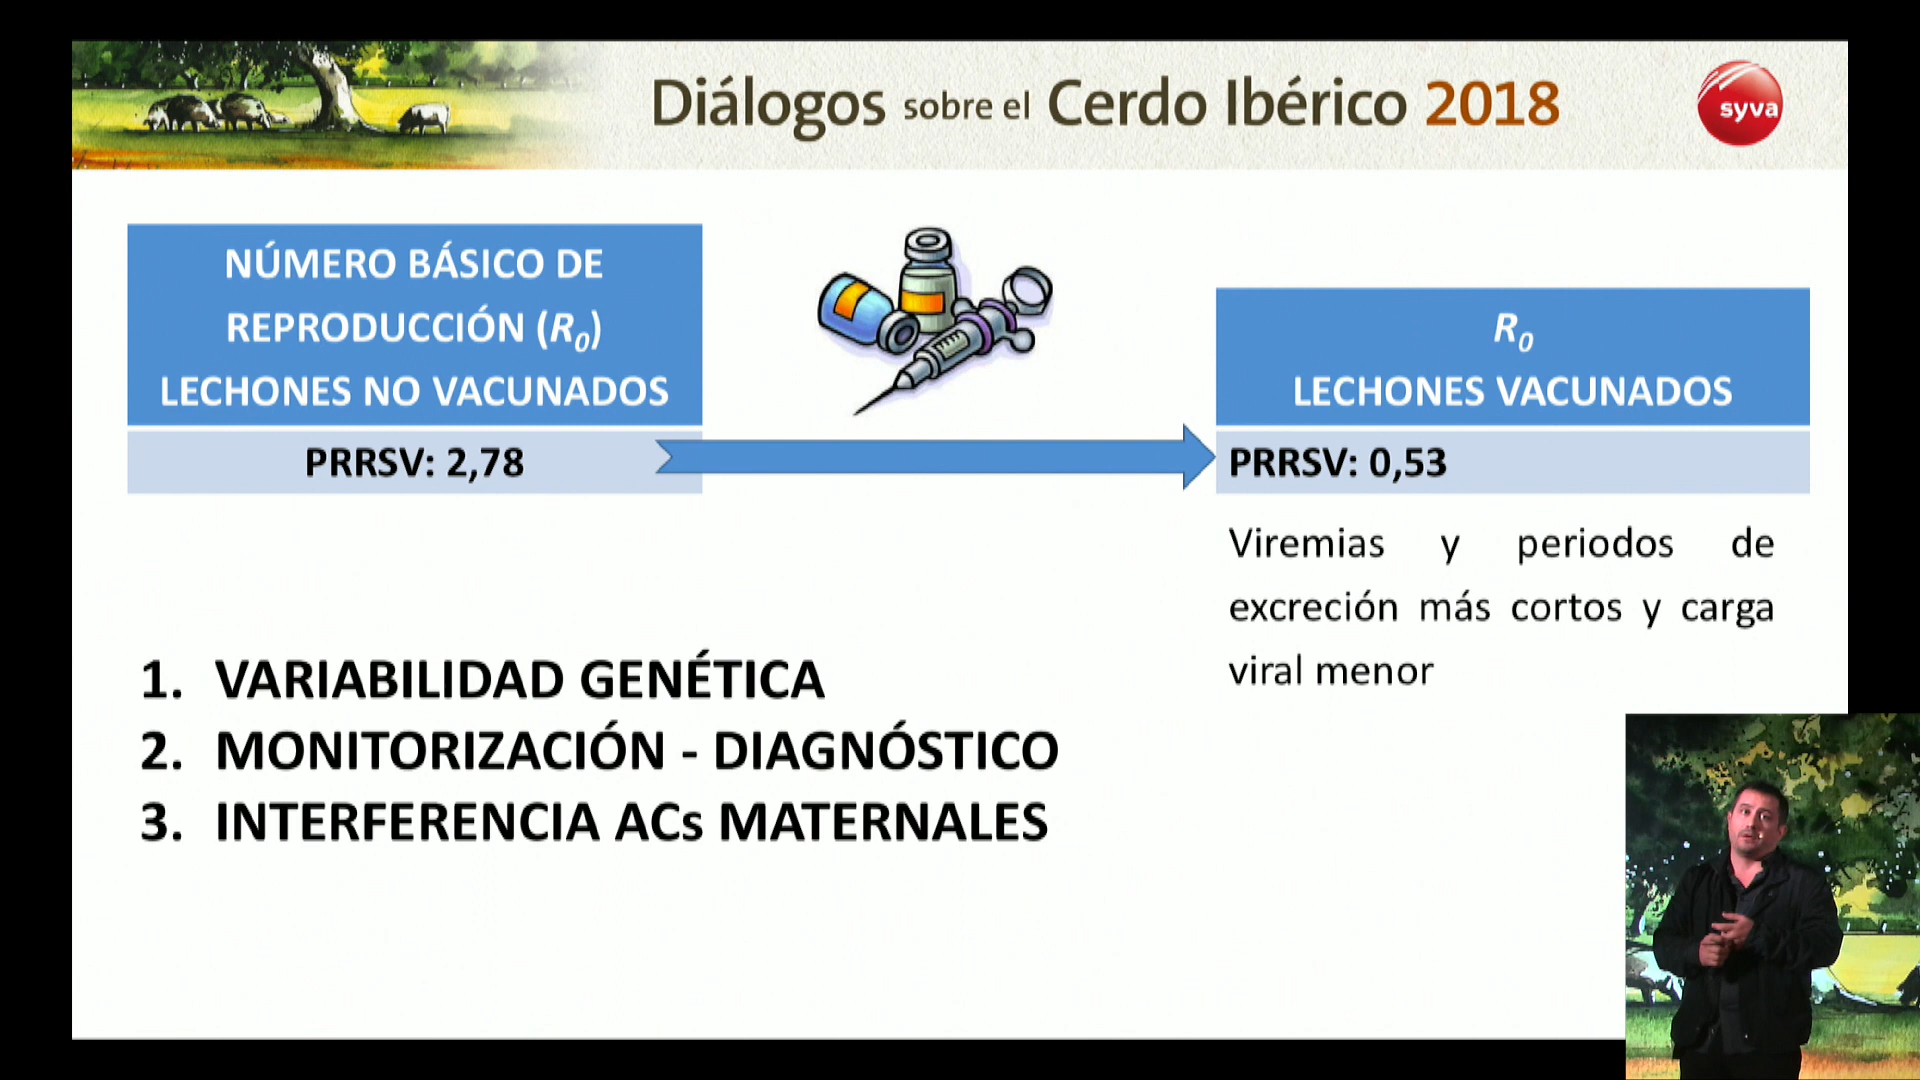 Diálogos sobre el Cerdo Ibérico 2018
syva
NÚMERO BÁSICO DE
REPRODUCCIÓN (R0)
LECHONES NO VACUNADOS
PRRSV: 2,78
R0
LECHONES VACUNADOS
PRRSV: 0,53
Viremias y periodos de
excreción más cortos y carga
viral menor
1. VARIABILIDAD GENÉTICA
2. MONITORIZACIÓN - DIAGNÓSTICO
3. INTERFERENCIA ACs MATERNALES